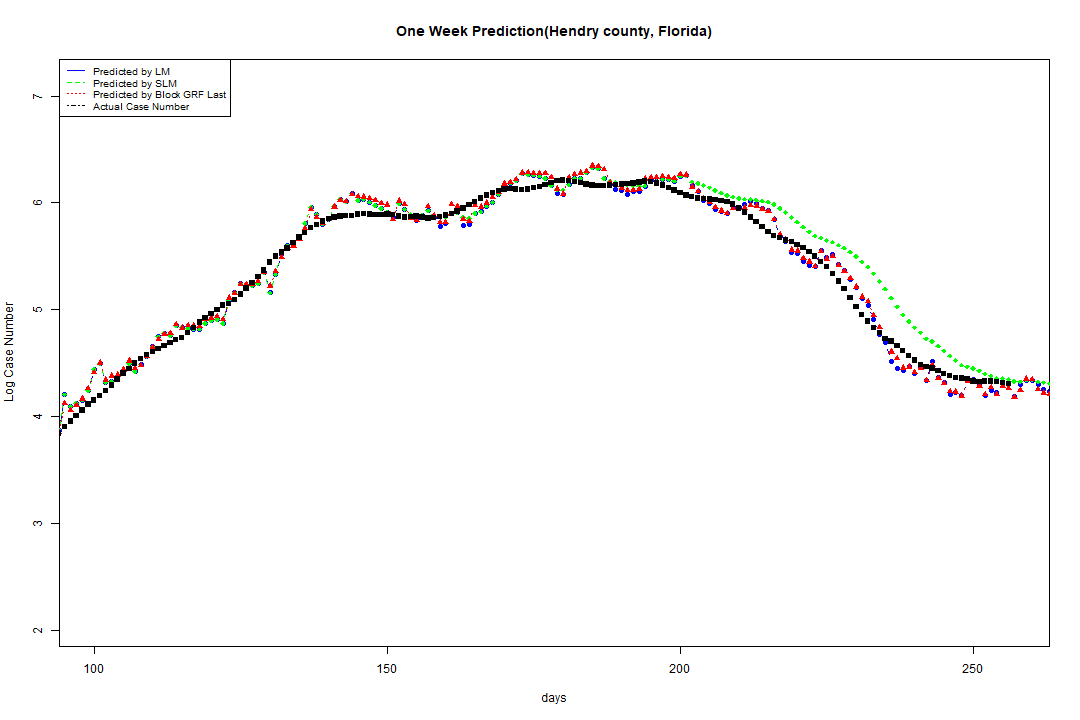 One Week Prediction(Hendry county, Florida)
Predicted by LM
Predicted by SLM
Predicted by Block GRF Last
Actual Case Number
7
6
5
4
3
2
Log Case Number
100 150 200 250
days